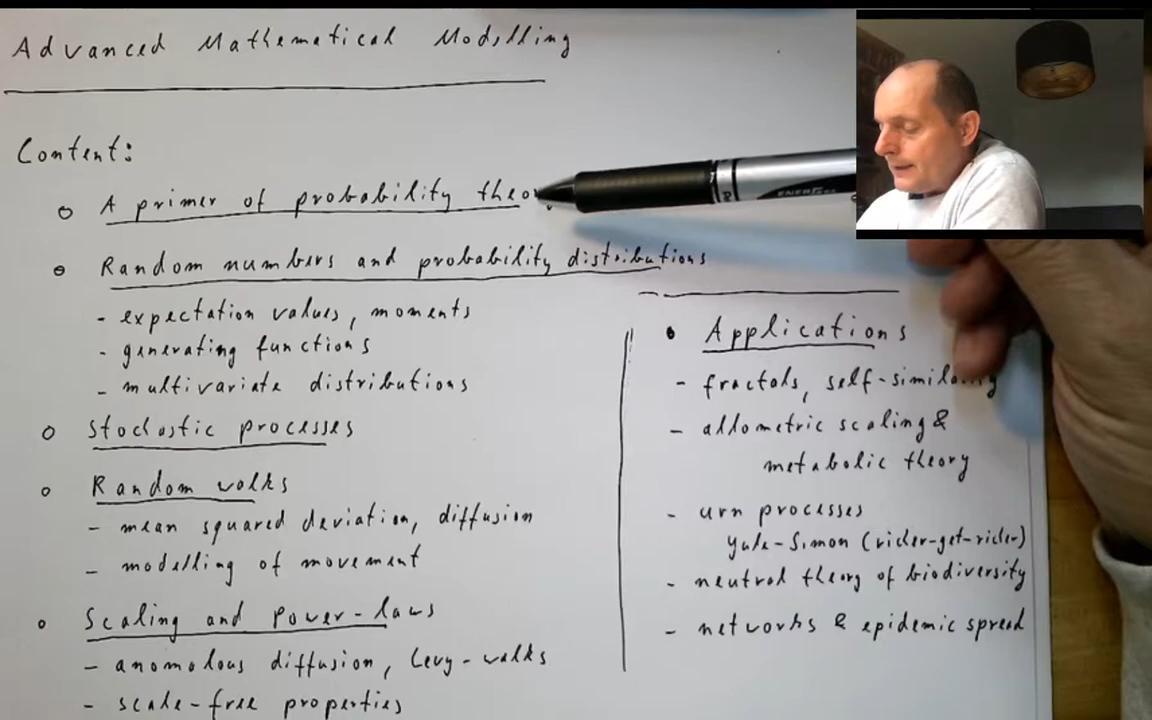 Advanced Mathematical Modelling
Content:
o A primer of probability theo
o Random numbers and probability distributions
- expectation values, moments
- generating functions
- multivariate distributions
o Stochastic processes
o Random walks
- mean squared deviation, diffusion
- modelling of movement
o Scaling and Power-laws
- anomolous diffusion, Levy-walks
- scale-free properties
• Applications
- fractals, self-similarity
- allometric scaling &
metabolic theory
- urn processes
Yule-Simon (richer-get-richer)
- neutral theory of biodiversity
- networks & epidemic spread